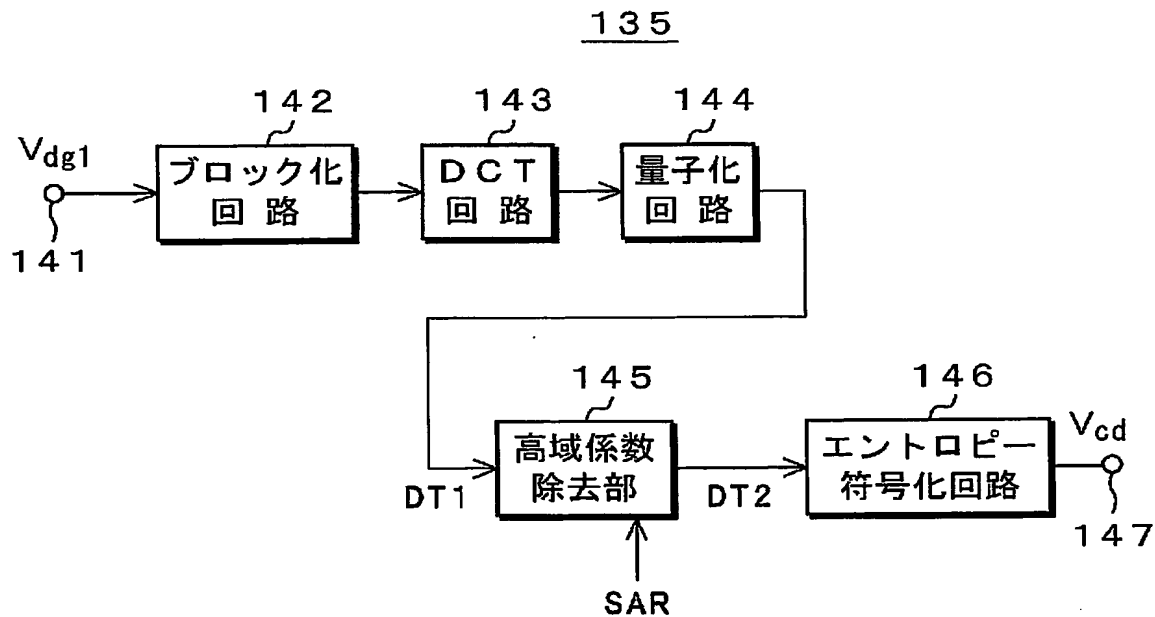 135
142
143
144
Vdg1
ブロック化
回路
DCT
回路
量子化
回路
141
145
146
Vcd
高域係数
除去部
エントロピー
符号化回路
DT1
DT2
147
SAR